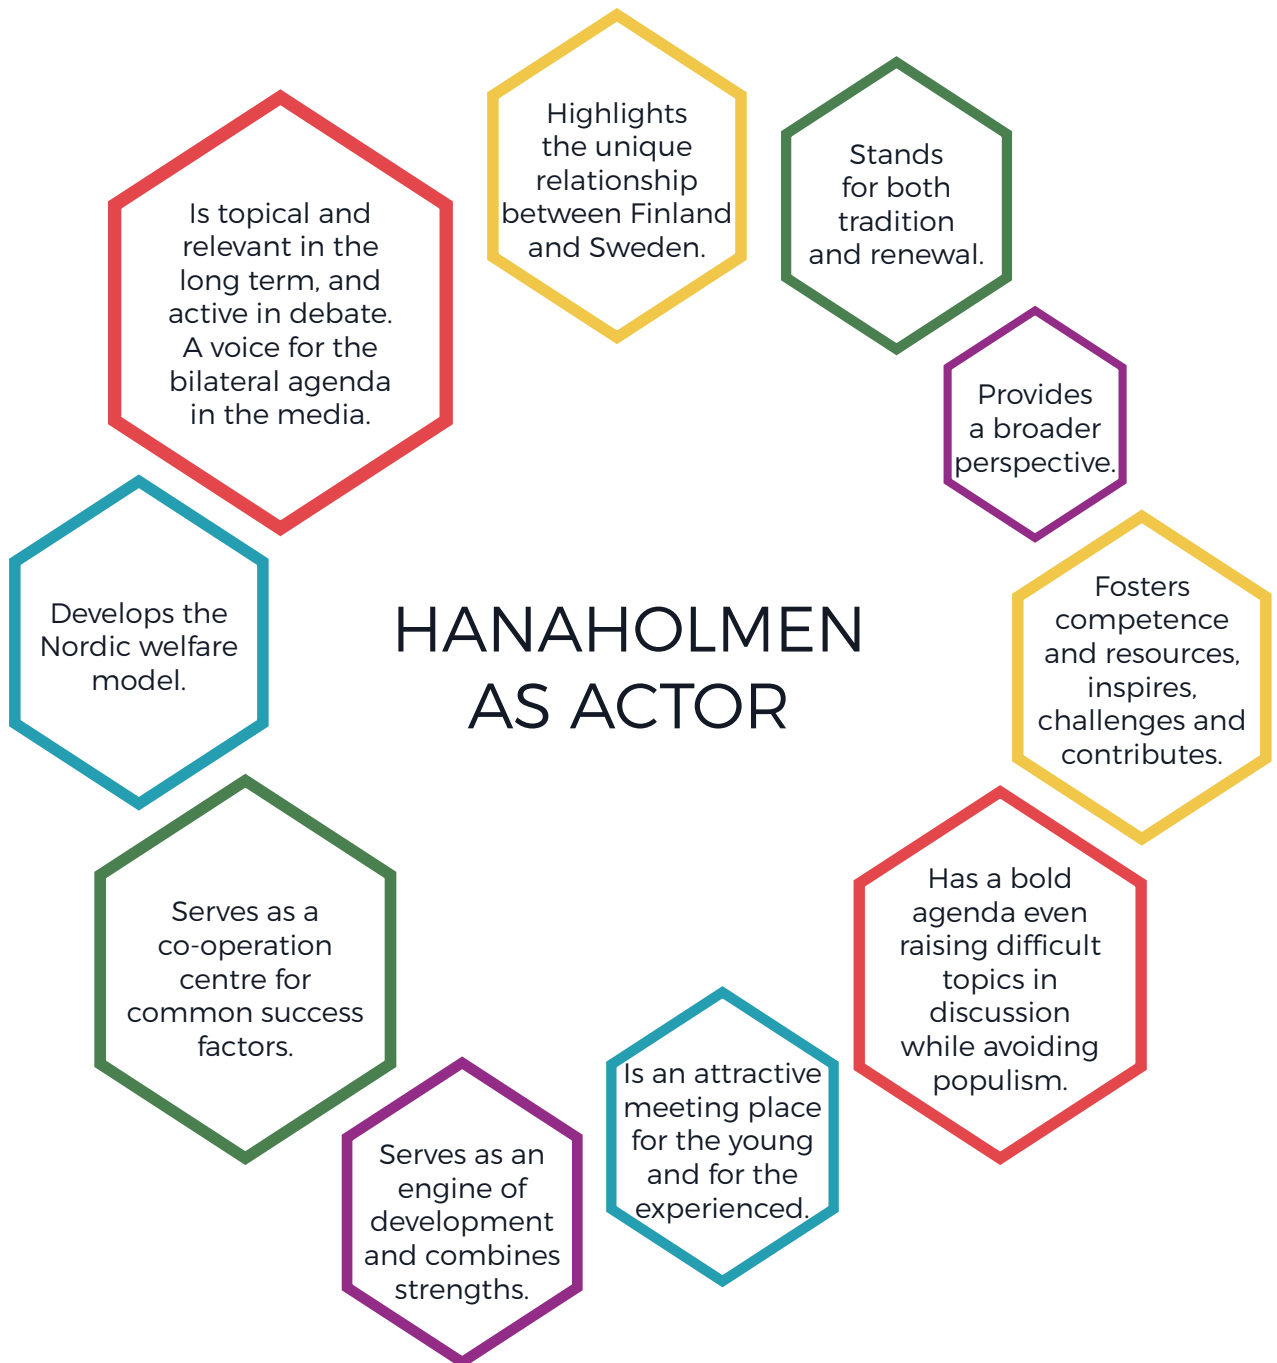 Highlights
the unique
relationship
between Finland
and Sweden.
Stands
for both
tradition
and renewal.
Provides
a broader
perspective.
Fosters
competence
and resources,
inspires,
challenges and
contributes.
Has a bold
agenda even
raising difficult
topics in
discussion
while avoiding
populism.
Is an attractive
meeting place
for the young
and for the
experienced.
Serves as an
engine of
development
and combines
strengths.
Serves as a
co-operation
centre for
common success
factors.
Develops the
Nordic welfare
model.
Is topical and
relevant in the
long term, and
active in debate.
A voice for the
bilateral agenda
in the media.
HANAHOLMEN
AS ACTOR